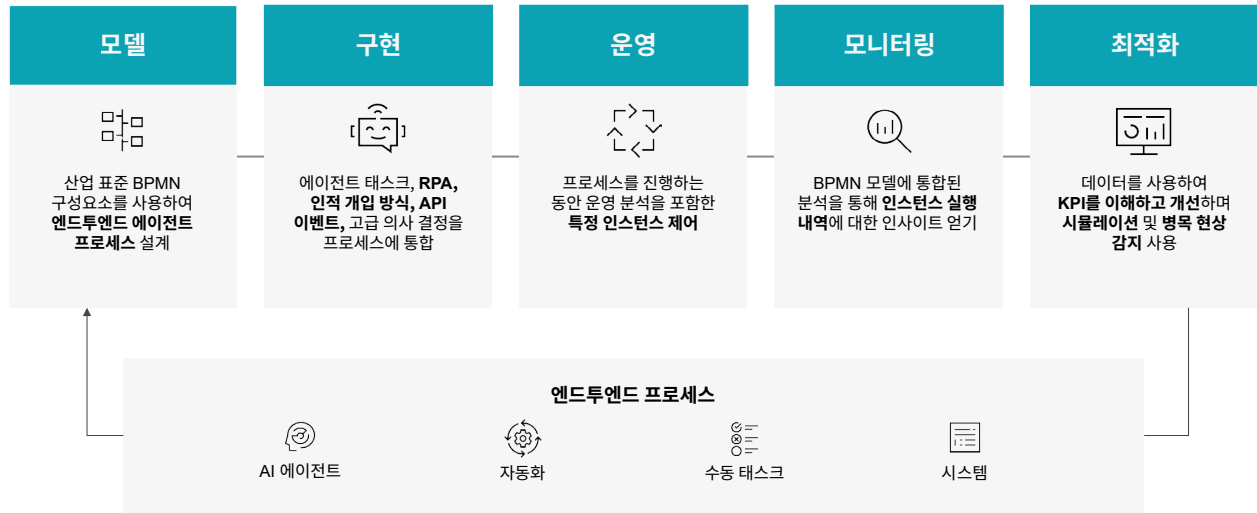 모델
산업 표준 BPMN
구성요소를 사용하여
엔드투엔드 에이전트
프로세스 설계
구현
에이전트 태스크, RPA,
인적 개입 방식, API
이벤트, 고급 의사 결정을
프로세스에 통합
운영
프로세스를 진행하는
동안 운영 분석을 포함한
특정 인스턴스 제어
모니터링
BPMN 모델에 통합된
분석을 통해 인스턴스 실행
내역에 대한 인사이트 얻기
최적화
데이터를 사용하여
KPI를 이해하고 개선하며
시뮬레이션 및 병목 현상
감지 사용
엔드투엔드 프로세스
AI 에이전트
자동화
수동 태스크
시스템